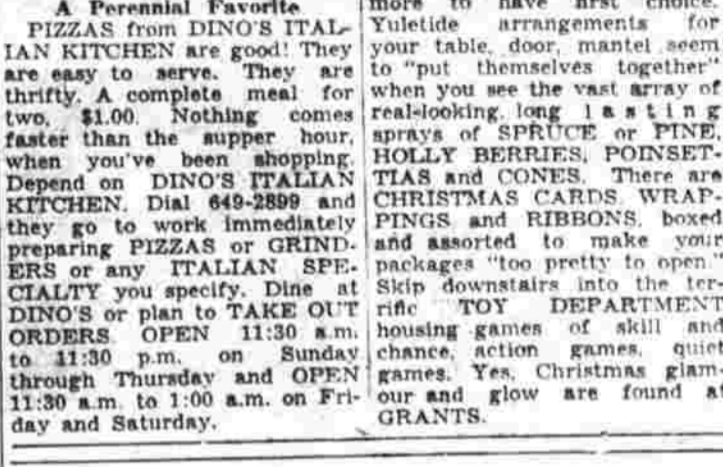 A Perennial Favorite
PIZZAS from DINO'S ITAL-
IAN KITCHEN are good! They
are easy to serve. They are
thrifty. A complete meal for
two, $1.00. Nothing comes
faster than the supper hour,
when you've been shopping.
Depend on DINO'S ITALIAN
KITCHEN. Dial 649-2899 and
they go to work immediately
preparing PIZZAS or GRIND-
ERS or any ITALIAN SPE-
CIALTY you specify. Dine at
DINO'S or plan to TAKE OUT
ORDERS. OPEN 11:30 a.m.
to 11:30 p.m. on Sunday
through Thursday and OPEN
11:30 a.m. to 1:00 a.m. on Fri-
day and Saturday.
more to have first choice.
Yuletide arrangements for
your table, door, mantel seem
to "put themselves together"
when you see the vast array of
real-looking, long lasting
sprays of SPRUCE or PINE,
HOLLY BERRIES, POINSET-
TIAS and CONES. There are
CHRISTMAS CARDS, WRAP-
PINGS and RIBBONS, boxed
and assorted to make your
packages "too pretty to open."
Skip downstairs into the ter-
rific TOY DEPARTMENT
housing games of skill and
chance, action games, quiet
games. Yes, Christmas glam-
our and glow are found a
GRANTS.